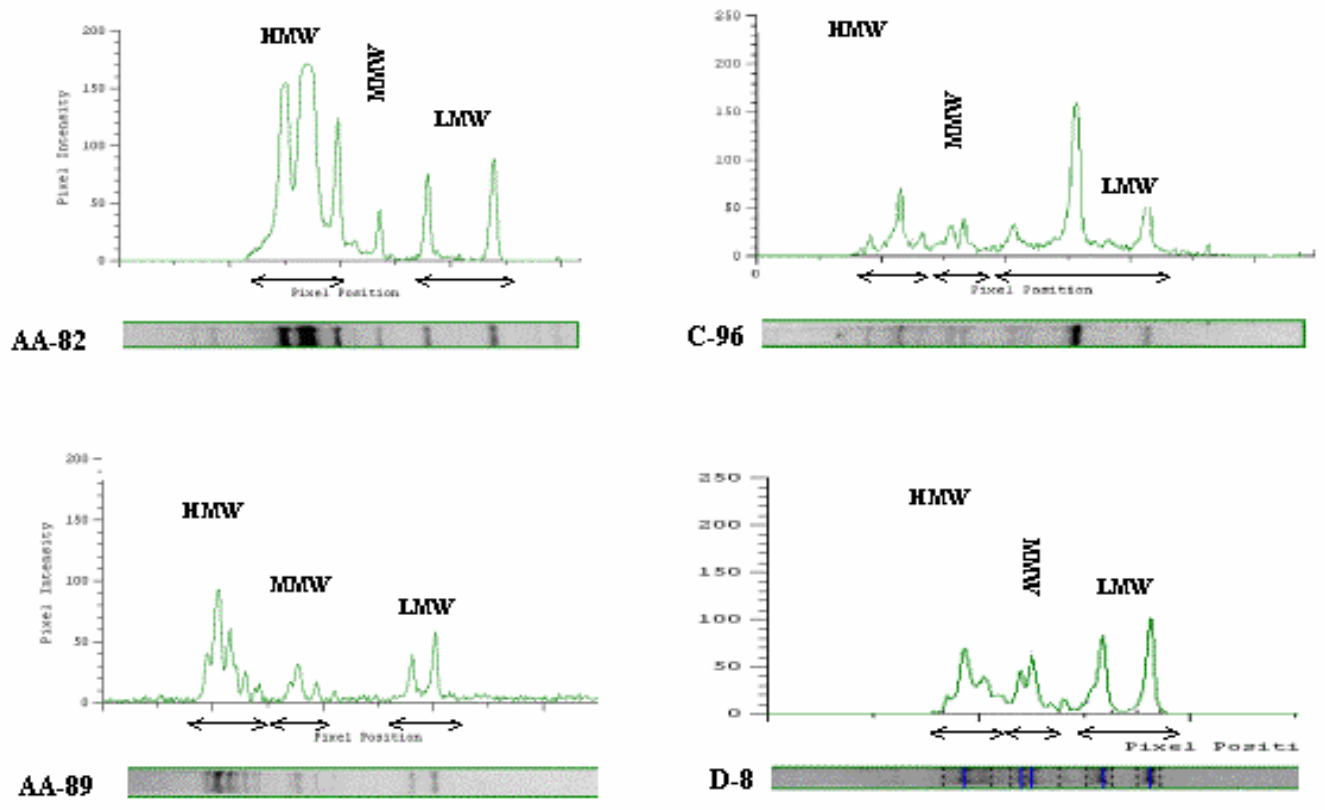 HMW
MMW
LMW
200
150
100
50
0
Pixel Intensity
Pixel Position
AA-82
HMW
MMW
LMW
250
200
150
100
50
0
0
Pixel Position
C-96
HMW
MMW
LMW
200
150
100
50
0
Pixel Intensity
Pixel Position
AA-89
HMW
MMW
LMW
250
200
150
100
50
0
Pixel Positi
D-8